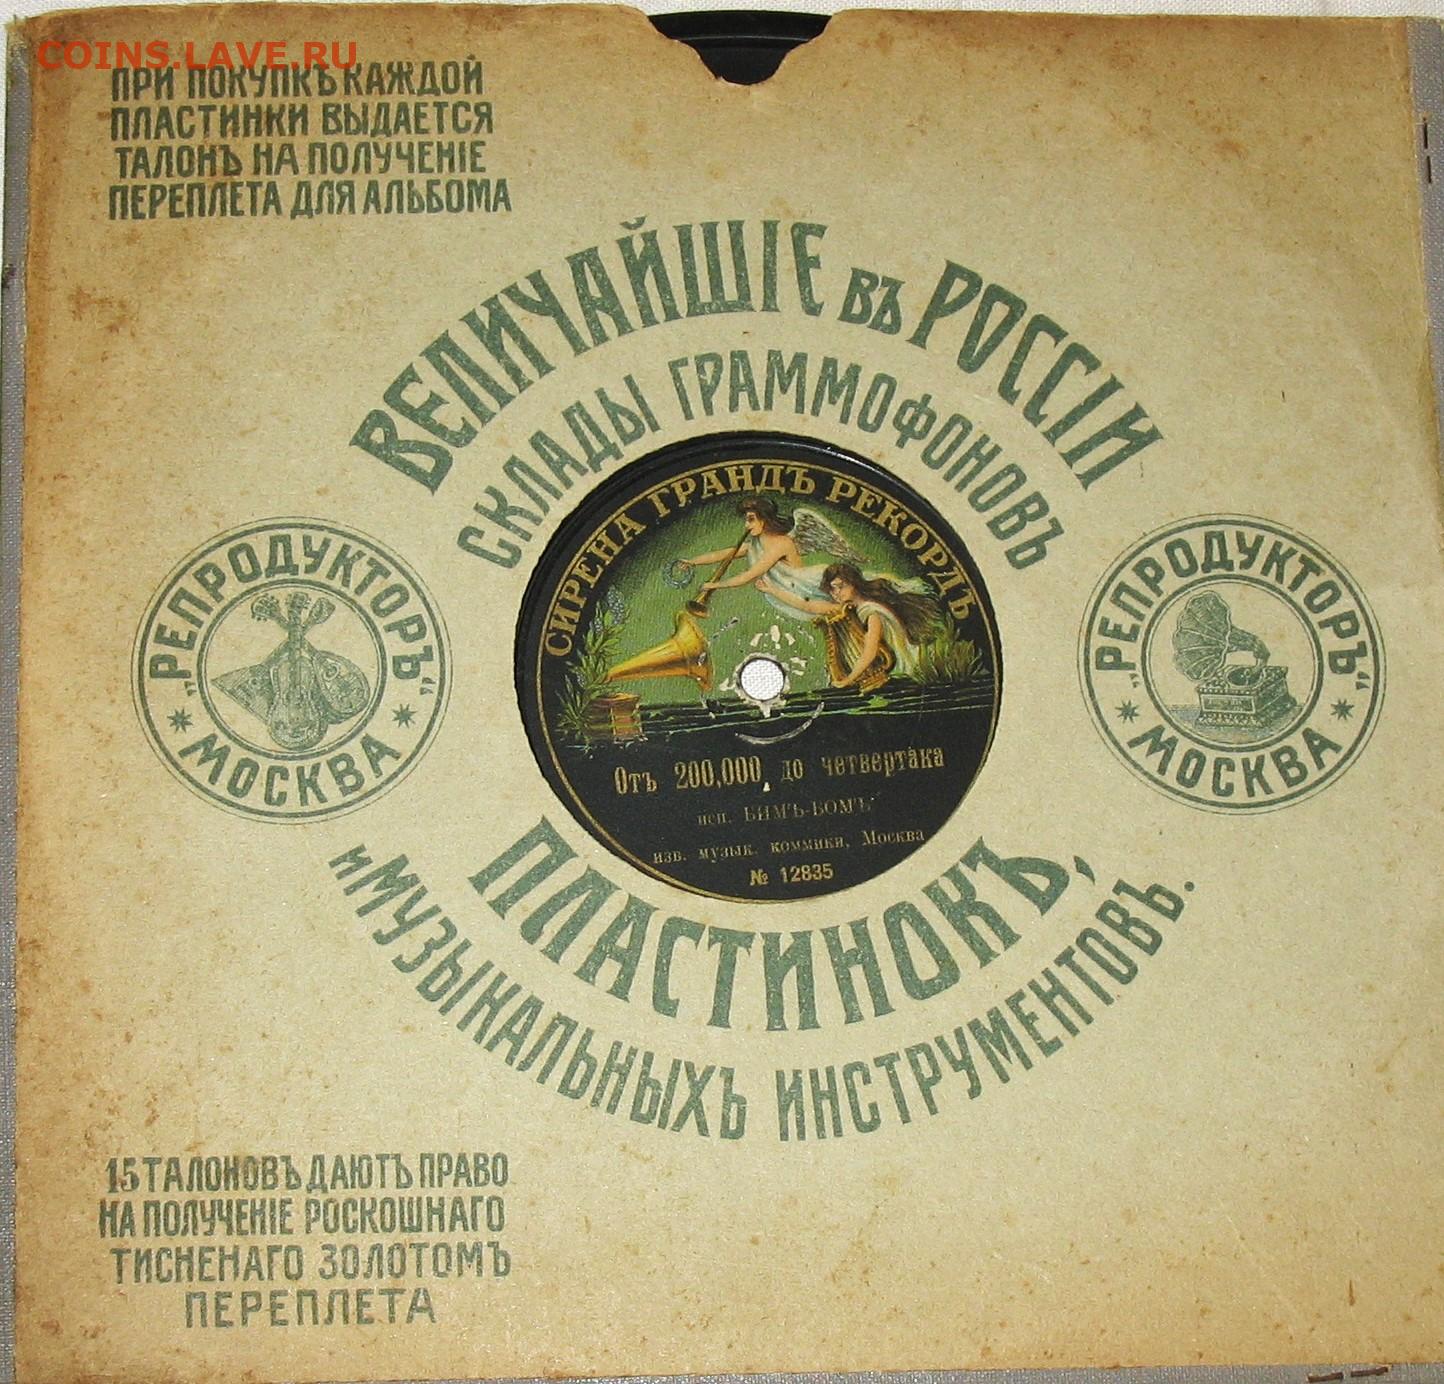 COINS.LAVE.RU
ПРИ ПОКУПКѢ КАЖДОЙ
ПЛАСТИНКИ ВЫДАЕТСЯ
ТАЛОНЪ НА ПОЛУЧЕНІЕ
ПЕРЕПЛЕТА ДЛЯ АЛЬБОМА
ВЕЛИЧАЙШІЕ ВЪ РОССІИ
СКЛАДЫ ГРАММОФОНОВЪ
СИРЕНА ГРАНДЪ РЕКОРДЪ
„РЕПРОДУКТОРЪ„
* МОСКВА *
„РЕПРОДУКТОРЪ„
* МОСКВА *
Отъ 200,000 до четвертака
исп. БИМЪ-БОМЪ
изв. музык. коммики, Москва
№ 12835
ПЛАСТИНОКЪ,
И МУЗЫКАЛЬНЫХЪ ИНСТРУМЕНТОВЪ.
15 ТАЛОНОВЪ ДАЮТЪ ПРАВО
НА ПОЛУЧЕНІЕ РОСКОШНАГО
ТИСНЕНАГО ЗОЛОТОМЪ
ПЕРЕПЛЕТА